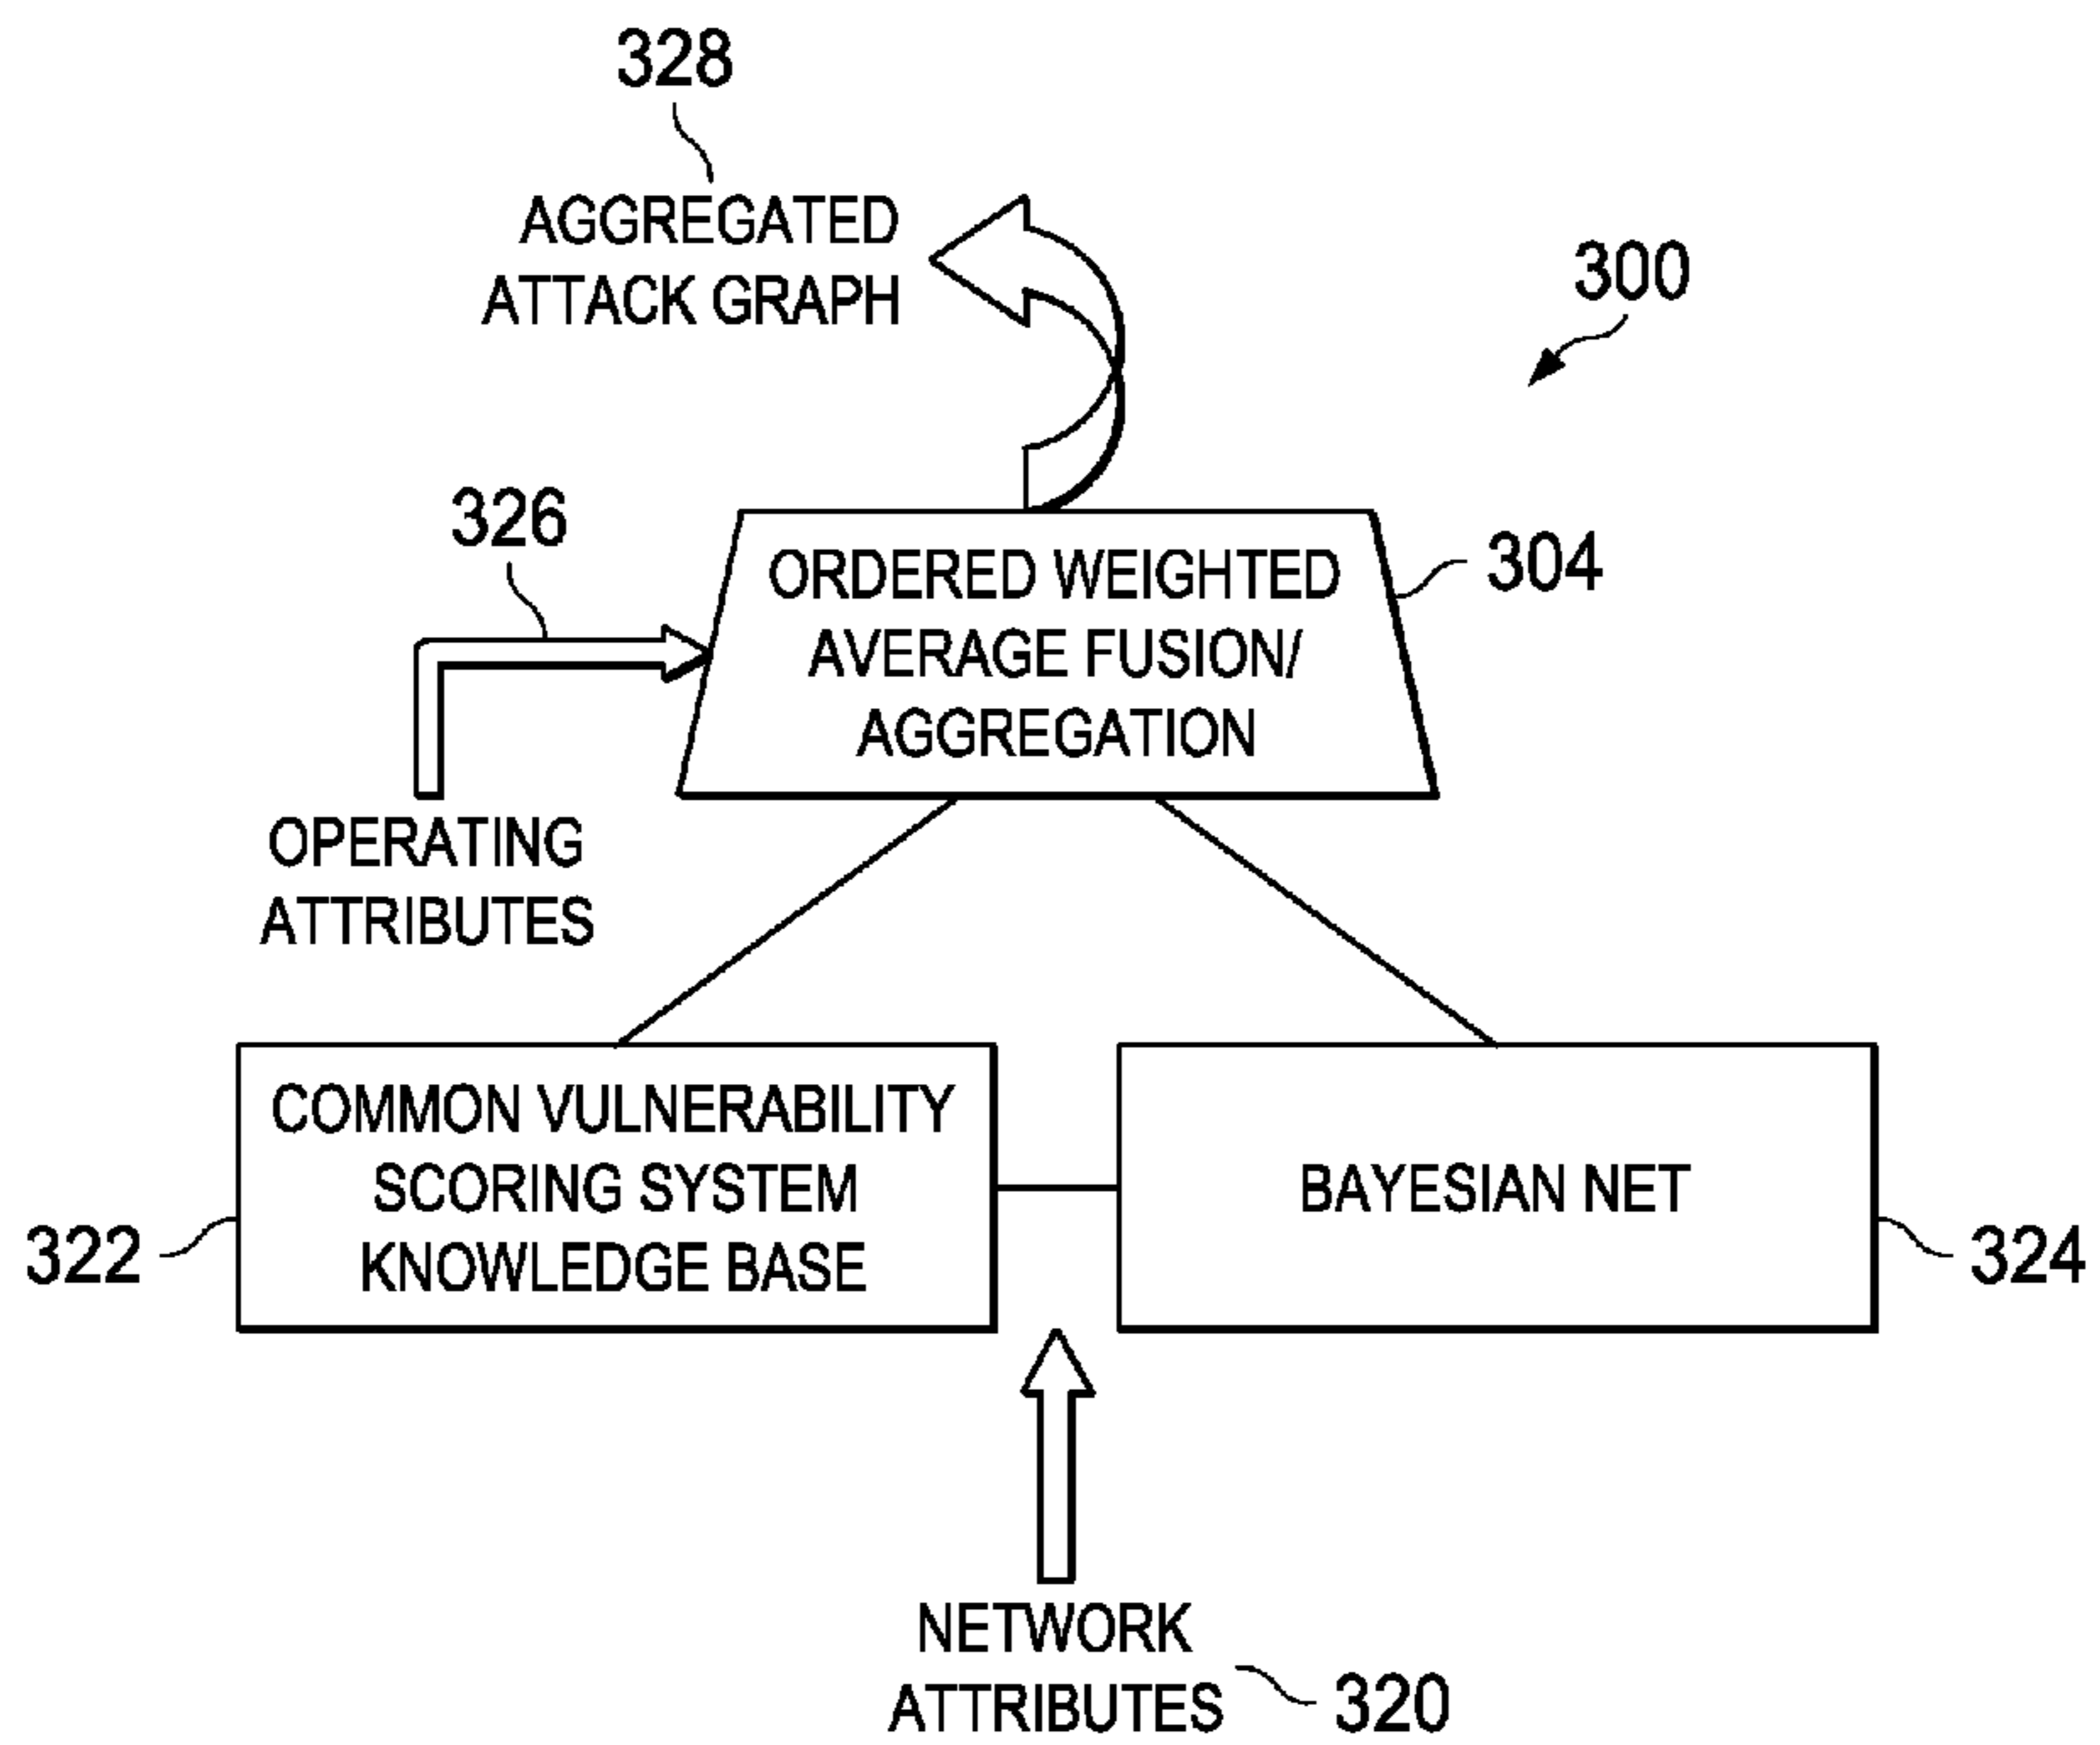 328
AGGREGATED
ATTACK GRAPH
300
326
ORDERED WEIGHTED
AVERAGE FUSION/
AGGREGATION
304
OPERATING
ATTRIBUTES
COMMON VULNERABILITY
SCORING SYSTEM
KNOWLEDGE BASE
322
BAYESIAN NET
324
NETWORK
ATTRIBUTES
320